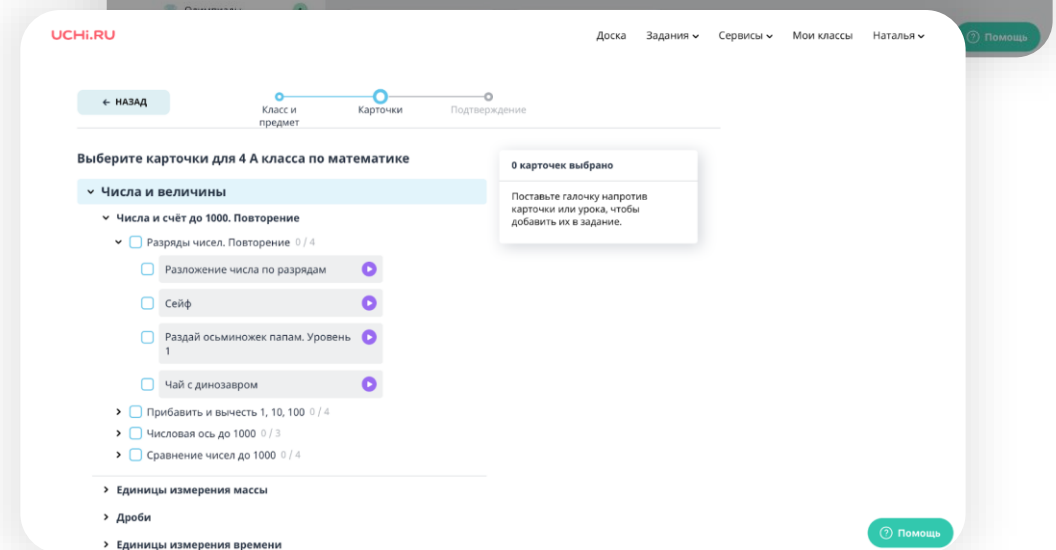 Олимпиады
UCHi.RU
Доска Задания Сервисы Мои классы Наталья
Помощь
← НАЗАД
Класс и
предмет
Карточки
Подтверждение
Выберите карточки для 4 А класса по математике
Числа и величины
Числа и счёт до 1000. Повторение
Разряды чисел. Повторение 0 / 4
Разложение числа по разрядам
Сейф
Раздай осьминожек папам. Уровень
1
Чай с динозавром
Прибавить и вычесть 1, 10, 100 0 / 4
Числовая ось до 1000 0 / 3
Сравнение чисел до 1000 0 / 4
Единицы измерения массы
Дроби
Единицы измерения времени
0 карточек выбрано
Поставьте галочку напротив
карточки или урока, чтобы
добавить их в задание.
? Помощь